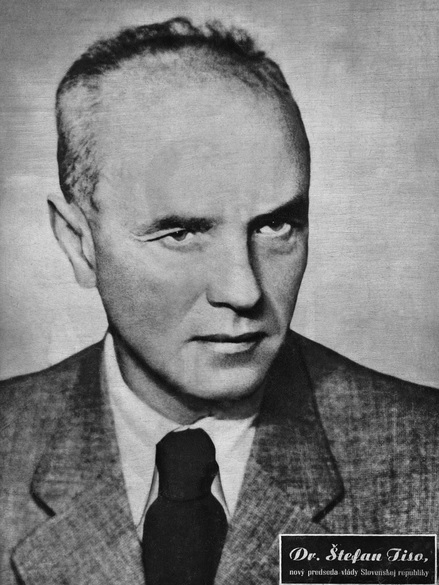 Dr. Štefan Tiso,
nový predseda vlády Slovenskej republiky